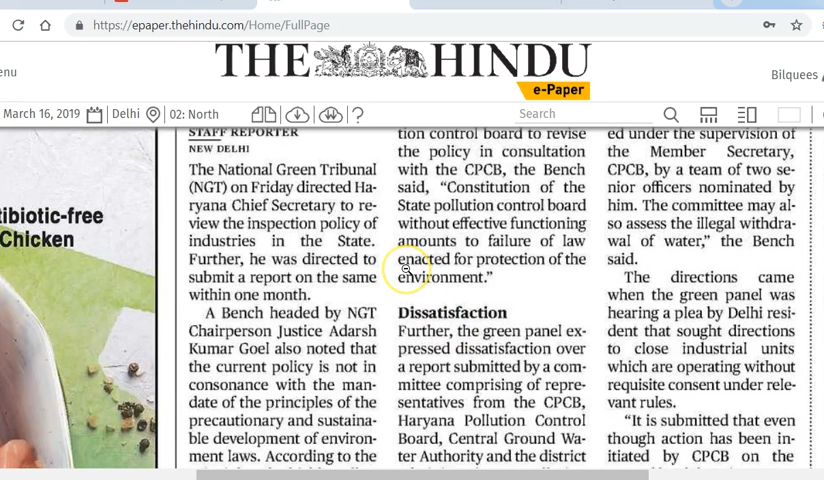 https://epaper.thehindu.com/Home/FullPage
THE HINDU
e-Paper
enu
Bilquees
March 16, 2019
Delhi
02: North
Search
tibiotic-free
Chicken
STAFF REPORTER
NEW DELHI
The National Green Tribunal
(NGT) on Friday directed Ha-
ryana Chief Secretary to re-
view the inspection policy of
industries in the State.
Further, he was directed to
submit a report on the same
within one month.
A Bench headed by NGT
Chairperson Justice Adarsh
Kumar Goel also noted that
the current policy is not in
consonance with the man-
date of the principles of the
precautionary and sustaina-
ble development of environ-
ment laws. According to the
tion control board to revise
the policy in consultation
with the CPCB, the Bench
said, “Constitution of the
State pollution control board
without effective functioning
amounts to failure of law
enacted for protection of the
environment.”
Dissatisfaction
Further, the green panel ex-
pressed dissatisfaction over
a report submitted by a com-
mittee comprising of repre-
sentatives from the CPCB,
Haryana Pollution Control
Board, Central Ground Wa-
ter Authority and the district
ed under the supervision of
the Member Secretary,
CPCB, by a team of two se-
nior officers nominated by
him. The committee may al-
so assess the illegal withdra-
wal of water,” the Bench
said.
The directions came
when the green panel was
hearing a plea by Delhi resi-
dent that sought directions
to close industrial units
which are operating without
requisite consent under rele-
vant rules.
“It is submitted that even
though action has been in-
itiated by CPCB on the